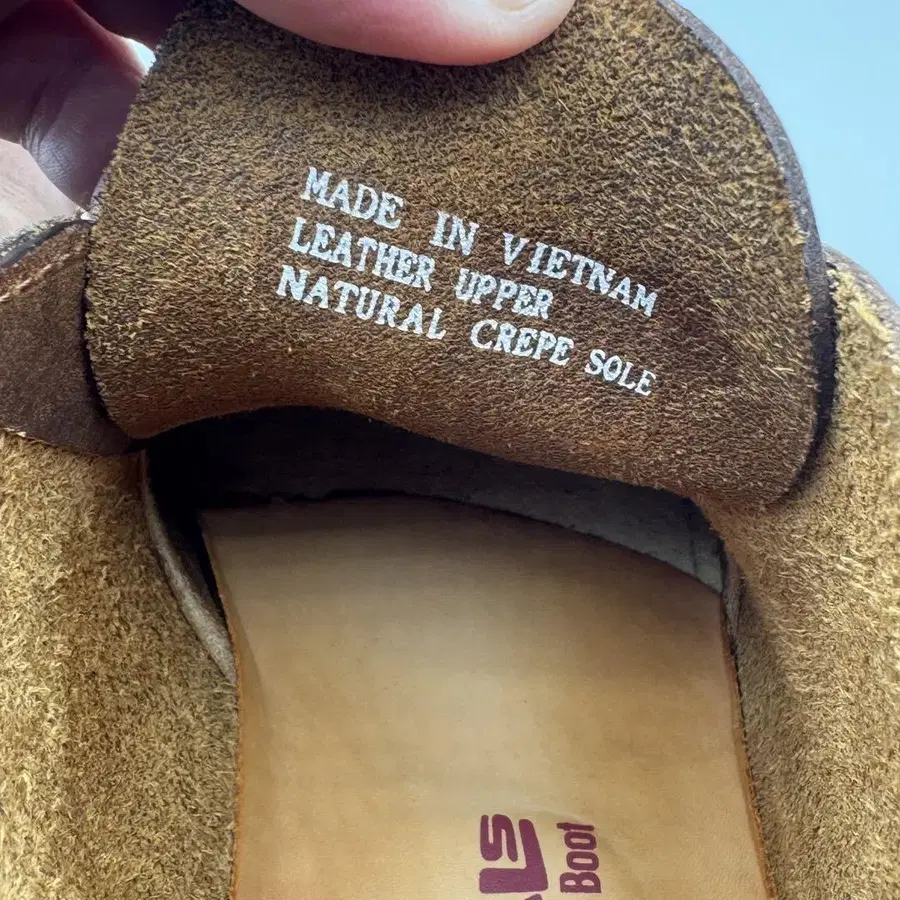 MADE IN VIETNAM
LEATHER UPPER
NATURAL CREPE SOLE
Boot